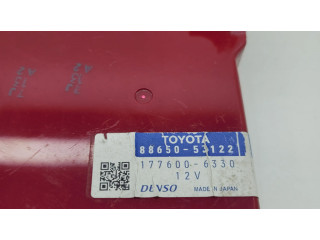 TOYOTA
88650-53122
177600-6330
12V
DENSO MADE IN JAPAN